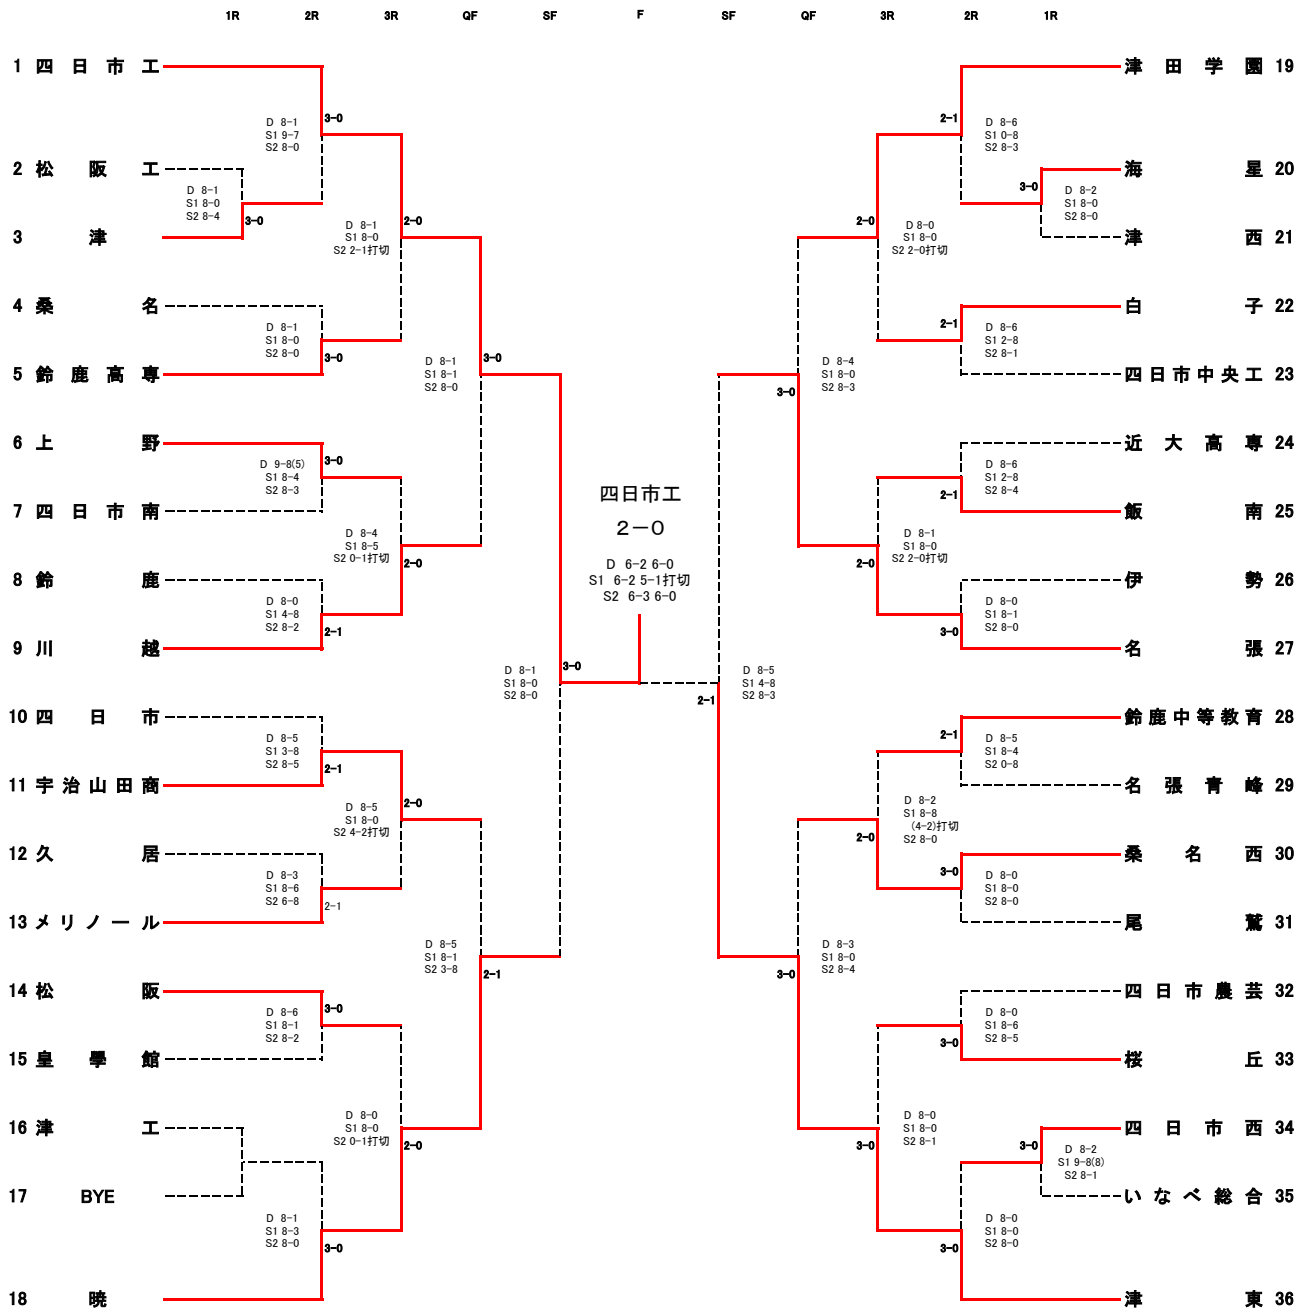 1R 2R 3R QF SF F SF QF 3R 2R 1R
1 四日市工
2 松阪工
3 津
4 桑名
5 鈴鹿高専
6 上野
7 四日市南
8 鈴鹿
9 川越
10 四日市
11 宇治山田商
12 久居
13 メリノール
14 松阪
15 皇學館
16 津工
17 BYE
18 暁
D 8-1
S1 8-0
S2 8-4
3-0
D 8-1
S1 9-7
S2 8-0
3-0
D 8-1
S1 8-0
S2 8-0
3-0
D 9-8(5)
S1 8-4
S2 8-3
3-0
D 8-0
S1 4-8
S2 8-2
2-1
D 8-5
S1 3-8
S2 8-5
2-1
D 8-3
S1 8-6
S2 6-8
2-1
D 8-6
S1 8-1
S2 8-2
3-0
D 8-1
S1 8-3
S2 8-0
3-0
D 8-1
S1 8-0
S2 2-1打切
2-0
D 8-4
S1 8-5
S2 0-1打切
2-0
D 8-5
S1 8-0
S2 4-2打切
2-0
D 8-0
S1 8-0
S2 0-1打切
2-0
D 8-1
S1 8-1
S2 8-0
3-0
D 8-5
S1 8-1
S2 3-8
2-1
D 8-1
S1 8-0
S2 8-0
3-0
四日市工
2-0
D 6-2 6-0
S1 6-2 5-1打切
S2 6-3 6-0
D 8-5
S1 4-8
S2 8-3
2-1
D 8-4
S1 8-0
S2 8-3
3-0
D 8-3
S1 8-0
S2 8-4
3-0
D 8-0
S1 8-0
S2 2-0打切
2-0
D 8-1
S1 8-0
S2 2-0打切
2-0
D 8-2
S1 8-8
(4-2)打切
S2 8-0
2-0
D 8-0
S1 8-0
S2 8-1
3-0
D 8-6
S1 0-8
S2 8-3
2-1
D 8-6
S1 2-8
S2 8-1
2-1
D 8-6
S1 2-8
S2 8-4
2-1
D 8-0
S1 8-1
S2 8-0
3-0
D 8-5
S1 8-4
S2 0-8
2-1
D 8-0
S1 8-0
S2 8-0
3-0
D 8-0
S1 8-6
S2 8-5
3-0
D 8-0
S1 8-0
S2 8-0
3-0
D 8-2
S1 8-0
S2 8-0
3-0
D 8-2
S1 9-8(8)
S2 8-1
3-0
津田学園 19
海星 20
津西 21
白子 22
四日市中央工 23
近大高専 24
飯南 25
伊勢 26
名張 27
鈴鹿中等教育 28
名張青峰 29
桑名西 30
尾鷲 31
四日市農芸 32
桜丘 33
四日市西 34
いなべ総合 35
津東 36